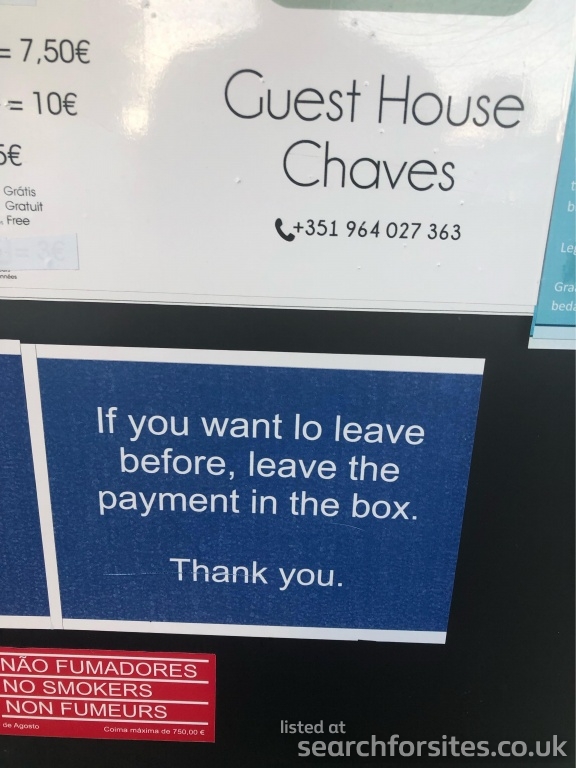 = 7,50€
= 10€
5€
Grátis
Gratuit
Free
Guest House
Chaves
+351 964 027 363
If you want lo leave
before, leave the
payment in the box.
Thank you.
NÃO FUMADORES
NO SMOKERS
NON FUMEURS
de Agosto
Coima máxima de 750,00 €
listed at
searchforsites.co.uk